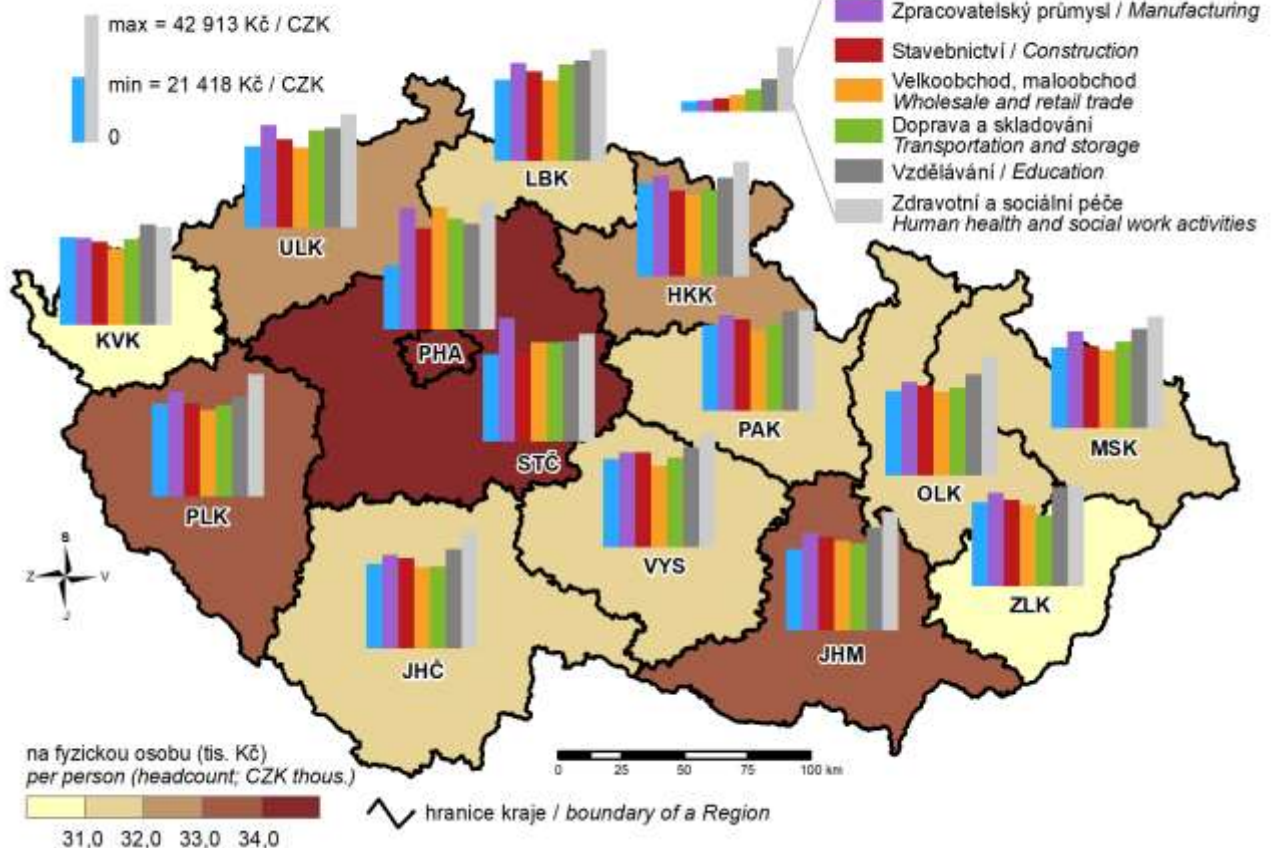 max = 42 913 Kč / CZK
min = 21 418 Kč / CZK
0
Zpracovatelský průmysl / Manufacturing
Stavebnictví / Construction
Velkoobchod, maloobchod
Wholesale and retail trade
Doprava a skladování
Transportation and storage
Vzdělávání / Education
Zdravotní a sociální péče
Human health and social work activities
LBK
ULK
HKK
KVK
PHA
PAK
MSK
STČ
OLK
PLK
VYS
ZLK
JHČ
JHM
S
Z V
J
na fyzickou osobu (tis. Kč)
per person (headcount; CZK thous.)
31,0 32,0 33,0 34,0
0 25 50 75 100 km
hranice kraje / boundary of a Region